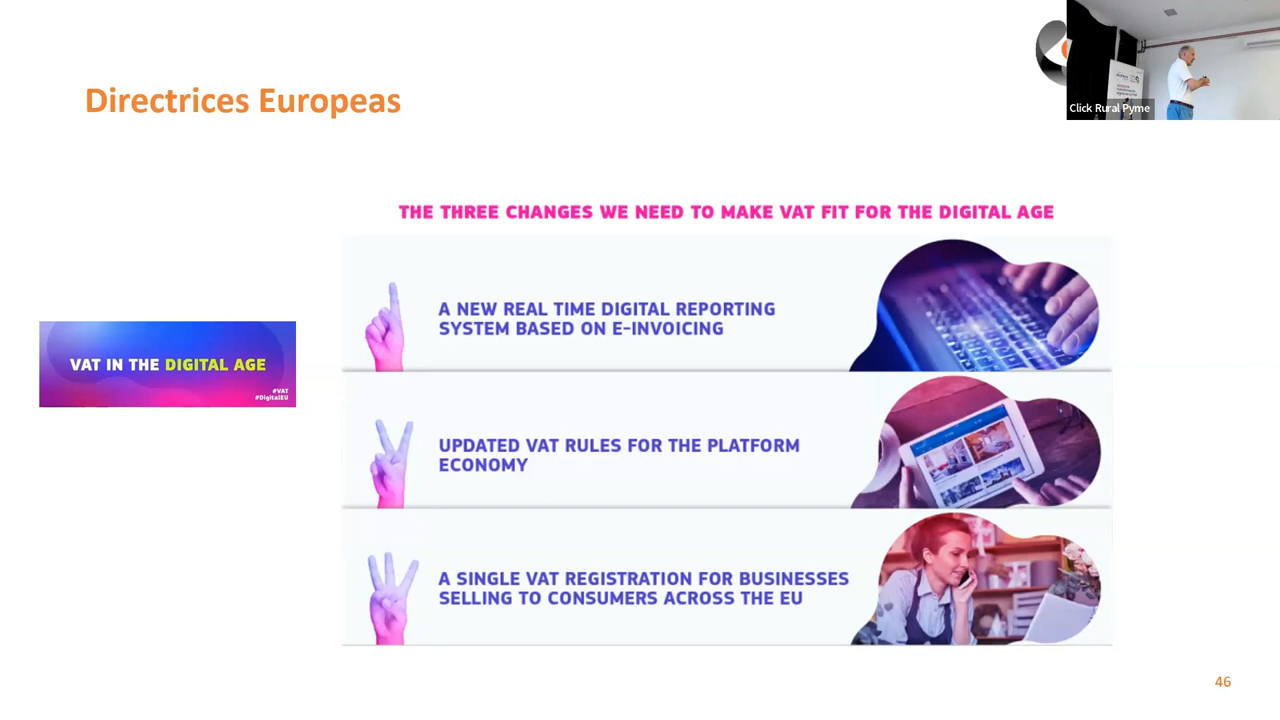 Directrices Europeas
Click Rural Pyme
THE THREE CHANGES WE NEED TO MAKE VAT FIT FOR THE DIGITAL AGE
A NEW REAL TIME DIGITAL REPORTING
SYSTEM BASED ON E-INVOICING
VAT IN THE DIGITAL AGE
#VAT
#DigitalEU
UPDATED VAT RULES FOR THE PLATFORM
ECONOMY
A SINGLE VAT REGISTRATION FOR BUSINESSES
SELLING TO CONSUMERS ACROSS THE EU
46